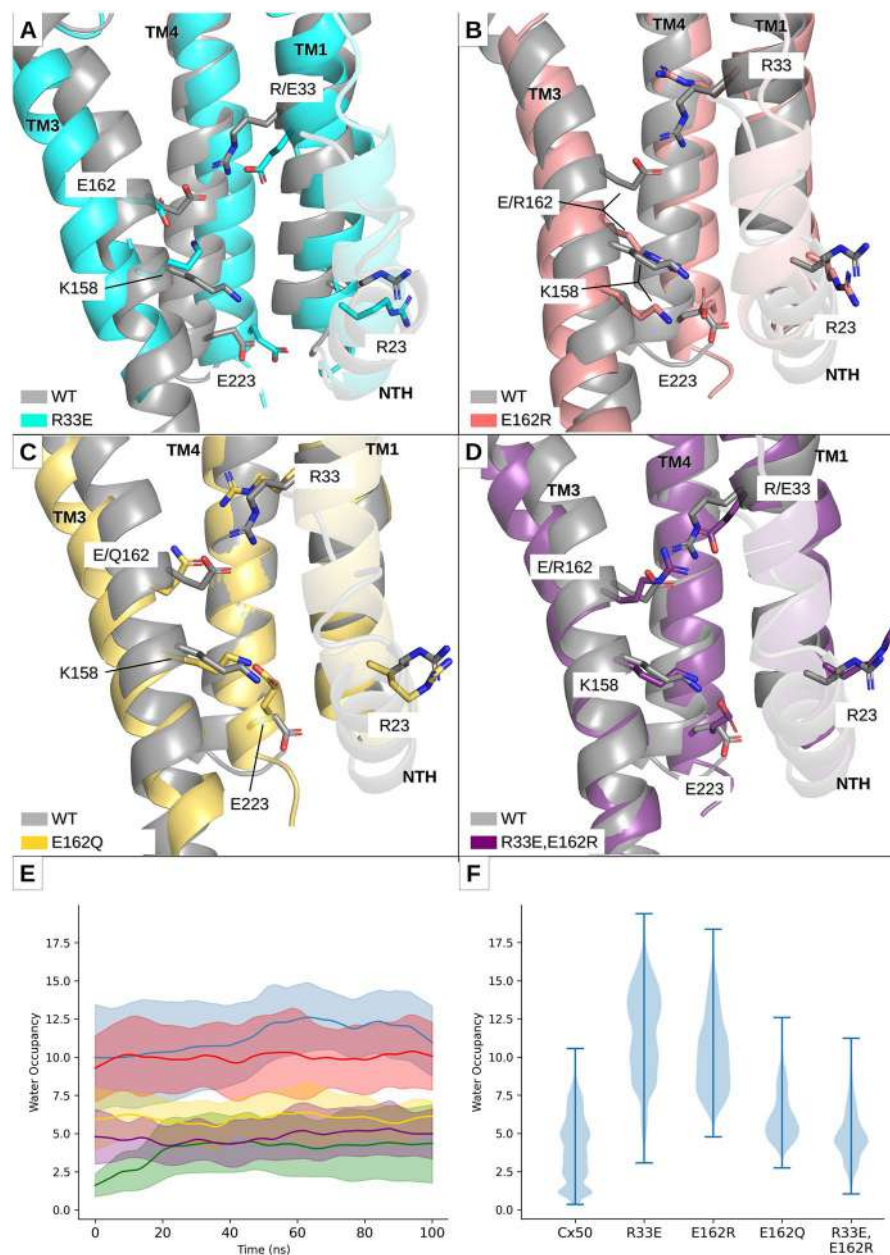 A
TM4
TM1
R/E33
TM3
E162
K158
R23
E223
NTH
WT
R33E
B
TM4
TM1
R33
TM3
E/R162
K158
R23
E223
NTH
WT
E162R
C
TM4
TM1
R33
TM3
E/Q162
K158
R23
E223
NTH
WT
E162Q
D
TM4
TM1
R/E33
TM3
E/R162
K158
R23
E223
NTH
WT
R33E,E162R
E
Water Occupancy
17.5
15.0
12.5
10.0
7.5
5.0
2.5
0.0
0 20 40 60 80 100
Time (ns)
F
Water Occupancy
17.5
15.0
12.5
10.0
7.5
5.0
2.5
0.0
Cx50 R33E E162R E162Q R33E,
E162R